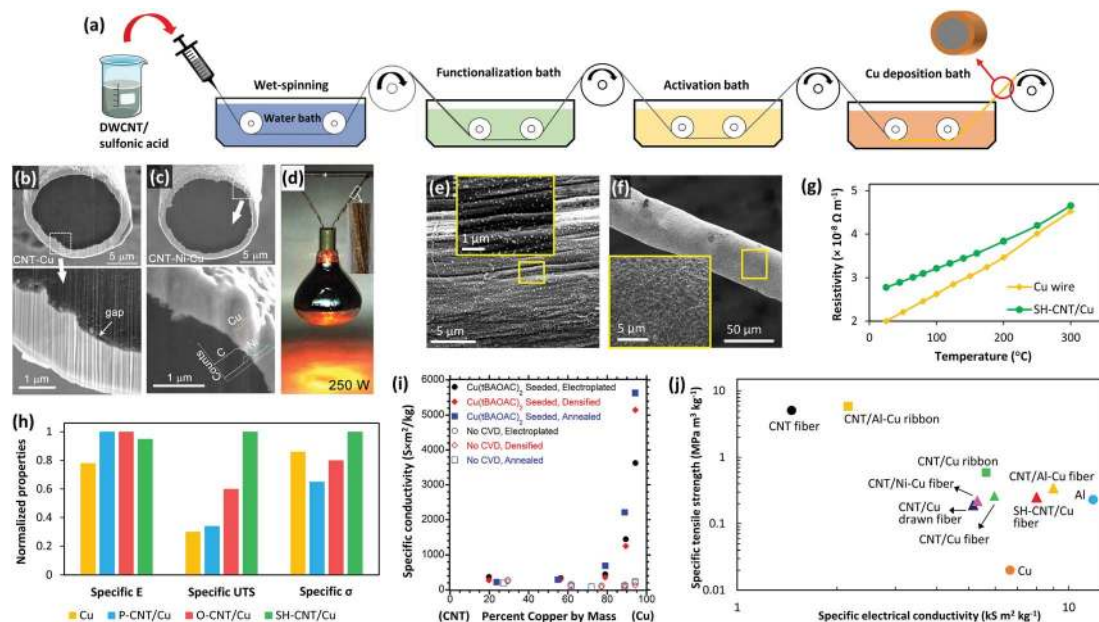 (a)
DWCNT/
sulfonic acid
Wet-spinning
Water bath
Functionalization bath
Activation bath
Cu deposition bath
(b)
CNT-Cu
5 μm
gap
1 μm
(c)
CNT-Ni-Cu
5 μm
Cu
Ni
C
Counts
1 μm
(d)
250 W
(e)
1 μm
5 μm
(f)
5 μm
50 μm
(g)
Resistivity (× 10⁻⁸ Ω m⁻¹)
5
4
3
2
0
100
200
300
Temperature (°C)
Cu wire
SH-CNT/Cu
(h)
Normalized properties
1
0.8
0.6
0.4
0.2
0
Specific E
Specific UTS
Specific σ
Cu
P-CNT/Cu
O-CNT/Cu
SH-CNT/Cu
(i)
Specific conductivity (S×m²/kg)
6000
5000
4000
3000
2000
1000
0
Cu(tBAOAC)₂ Seeded, Electroplated
Cu(tBAOAC)₂ Seeded, Densified
Cu(tBAOAC)₂ Seeded, Annealed
No CVD, Electroplated
No CVD, Densified
No CVD, Annealed
0
20
40
60
80
100
(CNT)
Percent Copper by Mass
(Cu)
(j)
Specific tensile strength (MPa m³ kg⁻¹)
10
1
0.1
0.01
CNT fiber
CNT/Al-Cu ribbon
CNT/Cu ribbon
CNT/Ni-Cu fiber
CNT/Al-Cu fiber
Al
CNT/Cu
drawn fiber
SH-CNT/Cu
fiber
CNT/Cu fiber
Cu
1
10
Specific electrical conductivity (kS m² kg⁻¹)